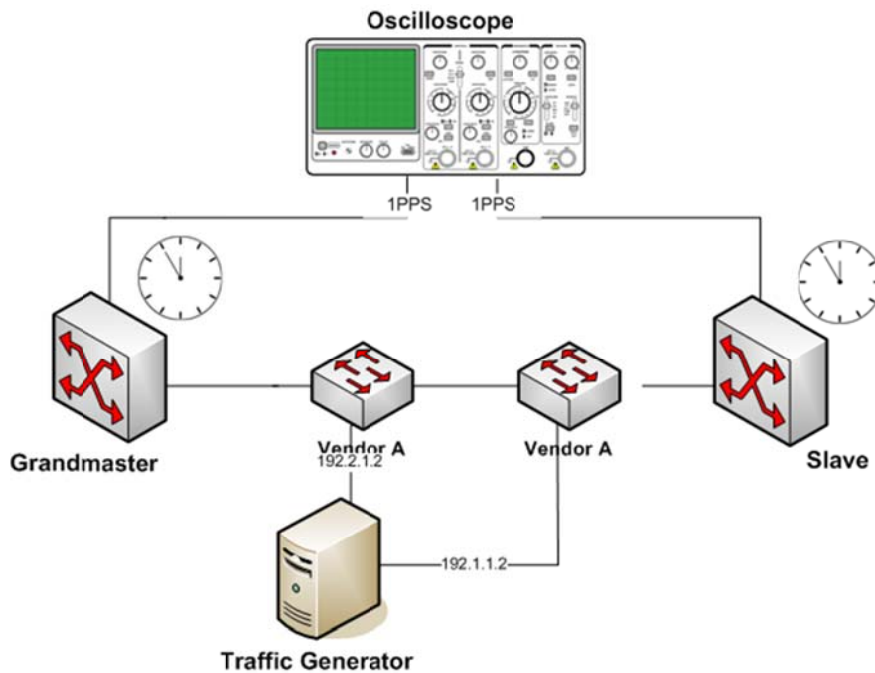 Oscilloscope
1PPS
1PPS
Grandmaster
Vendor A
192.2.1.2
Vendor A
Slave
192.1.1.2
Traffic Generator